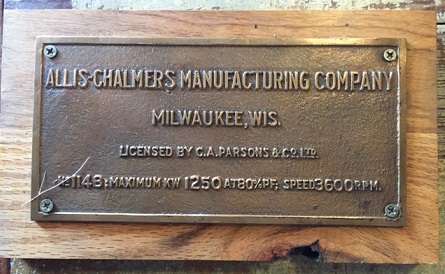 ALLIS-CHALMERS MANUFACTURING COMPANY
MILWAUKEE, WIS.
LICENSED BY C.A. PARSONS & CO. LTD.
No 1149: MAXIMUM KW 1250 AT 80% PF; SPEED 3600 RPM.